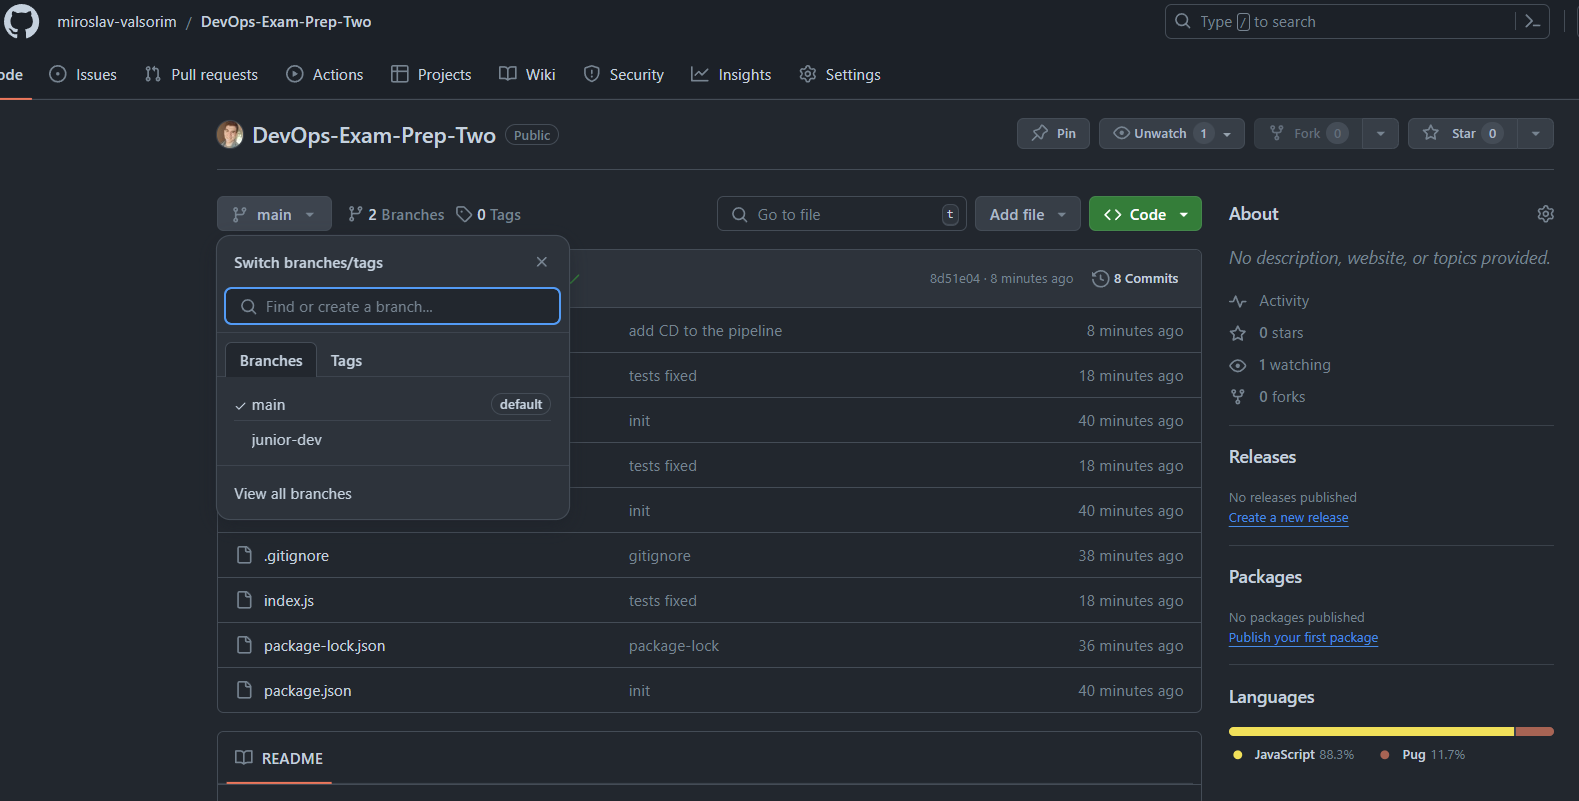 miroslav-valsorim / DevOps-Exam-Prep-Two
Type / to search
ode Issues Pull requests Actions Projects Wiki Security Insights Settings
DevOps-Exam-Prep-Two Public
Pin Unwatch 1 Fork 0 Star 0
main 2 Branches 0 Tags Go to file t Add file Code
Switch branches/tags
Find or create a branch...
Branches Tags
main default
junior-dev
View all branches
8d51e04 · 8 minutes ago 8 Commits
add CD to the pipeline 8 minutes ago
tests fixed 18 minutes ago
init 40 minutes ago
tests fixed 18 minutes ago
init 40 minutes ago
.gitignore gitignore 38 minutes ago
index.js tests fixed 18 minutes ago
package-lock.json package-lock 36 minutes ago
package.json init 40 minutes ago
README
About
No description, website, or topics provided.
Activity
0 stars
1 watching
0 forks
Releases
No releases published
Create a new release
Packages
No packages published
Publish your first package
Languages
JavaScript 88.3% Pug 11.7%